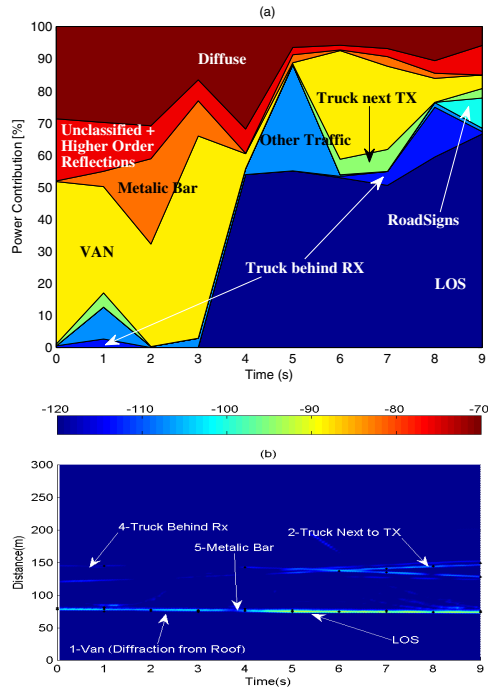 (a)
100
90
80
70
60
50
40
30
20
10
0
Power Contribution [%]
Diffuse
Unclassified +
Higher Order
Reflections
Truck next TX
Other Traffic
Metalic Bar
RoadSigns
VAN
Truck behind RX
LOS
0 1 2 3 4 5 6 7 8 9
Time (s)
-120 -110 -100 -90 -80 -70
(b)
300
250
200
150
100
50
0
Distance(m)
4-Truck Behind Rx
2-Truck Next to TX
5-Metalic Bar
LOS
1-Van (Diffraction from Roof)
0 1 2 3 4 5 6 7 8 9
Time(s)